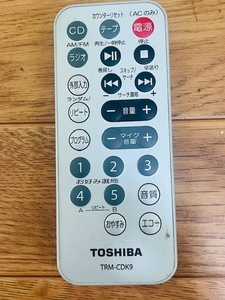 カウンターリセット (ACのみ)
CD テープ 電源
AM/FM 再生/一時停止 停止
ラジオ
巻戻し スキップ/サーチ 早送り
外部入力
ランダム/ サーチ選局
リピート − 音量 +
プログラム − マイク音量 +
1 2 3
お好み選局
4 5 音質
A リピート B
おやすみ エコー
TOSHIBA
TRM-CDK9